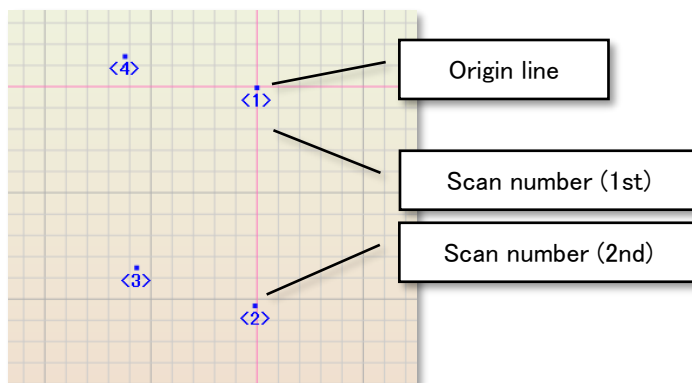 <4>
<1>
Origin line
Scan number (1st)
Scan number (2nd)
<3>
<2>